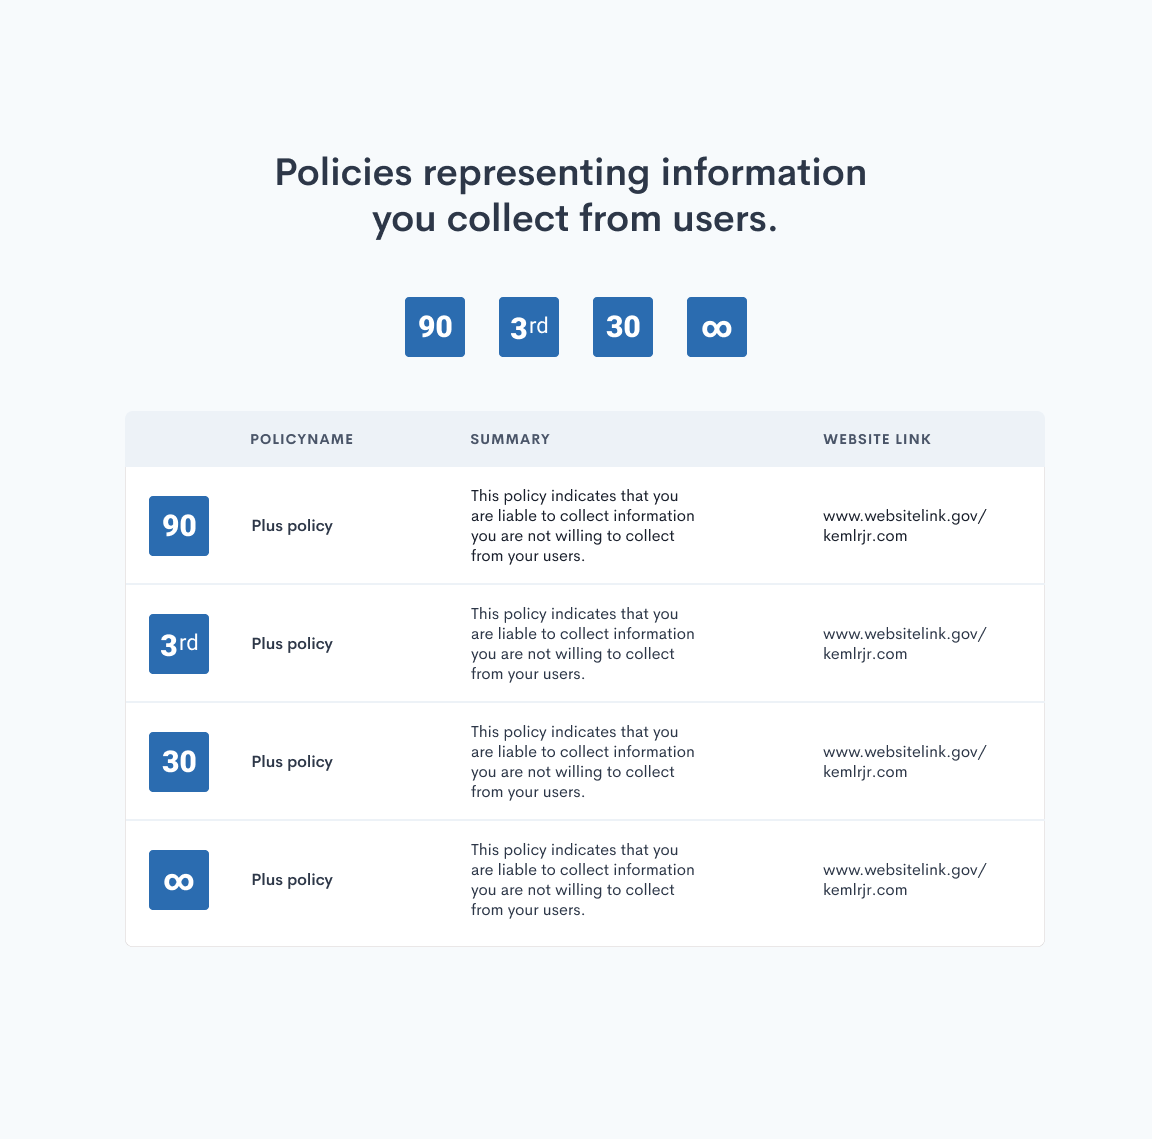 Policies representing information
you collect from users.
90 3rd 30 ∞
POLICYNAME SUMMARY WEBSITE LINK
90
Plus policy
This policy indicates that you
are liable to collect information
you are not willing to collect
from your users.
www.websitelink.gov/
kemlrjr.com
3rd
Plus policy
This policy indicates that you
are liable to collect information
you are not willing to collect
from your users.
www.websitelink.gov/
kemlrjr.com
30
Plus policy
This policy indicates that you
are liable to collect information
you are not willing to collect
from your users.
www.websitelink.gov/
kemlrjr.com
∞
Plus policy
This policy indicates that you
are liable to collect information
you are not willing to collect
from your users.
www.websitelink.gov/
kemlrjr.com